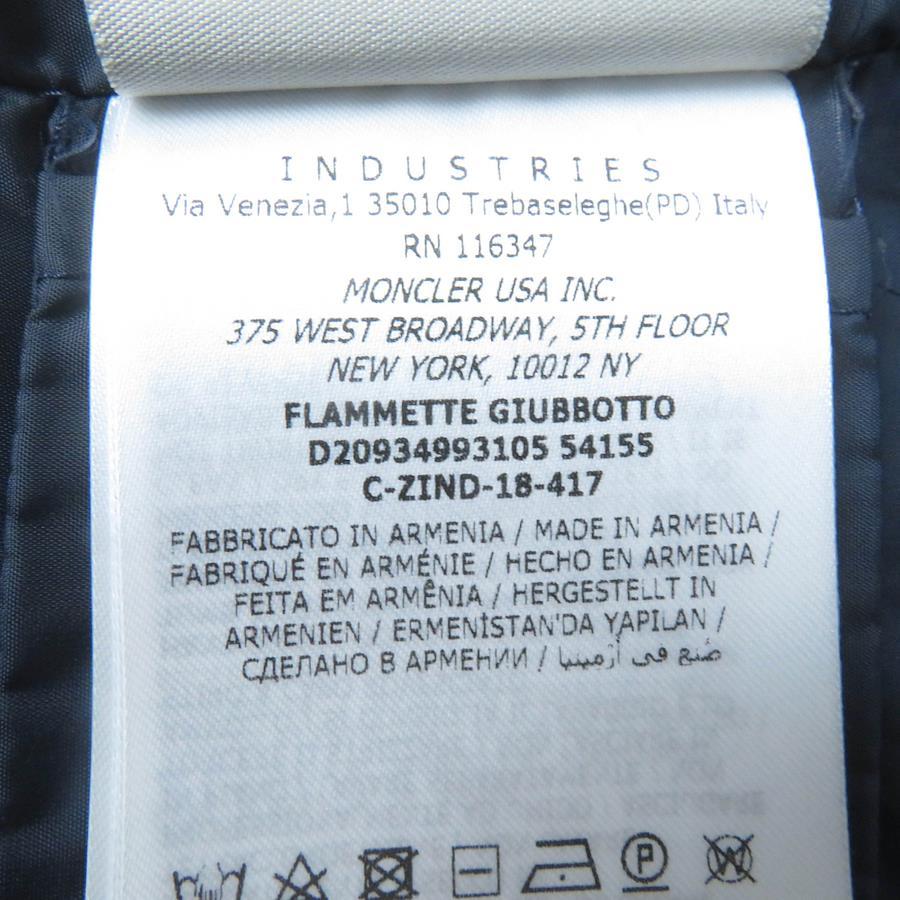 INDUSTRIES
Via Venezia,1 35010 Trebaseleghe(PD) Italy
RN 116347
MONCLER USA INC.
375 WEST BROADWAY, 5TH FLOOR
NEW YORK, 10012 NY
FLAMMETTE GIUBBOTTO
D20934993105 54155
C-ZIND-18-417
FABBRICATO IN ARMENIA / MADE IN ARMENIA /
FABRIQUÉ EN ARMÉNIE / HECHO EN ARMENIA /
FEITA EM ARMÊNIA / HERGESTELLT IN
ARMENIEN / ERMENİSTAN'DA YAPILAN /
СДЕЛАНО В АРМЕНИИ / صُنع في أرمينيا
P
W